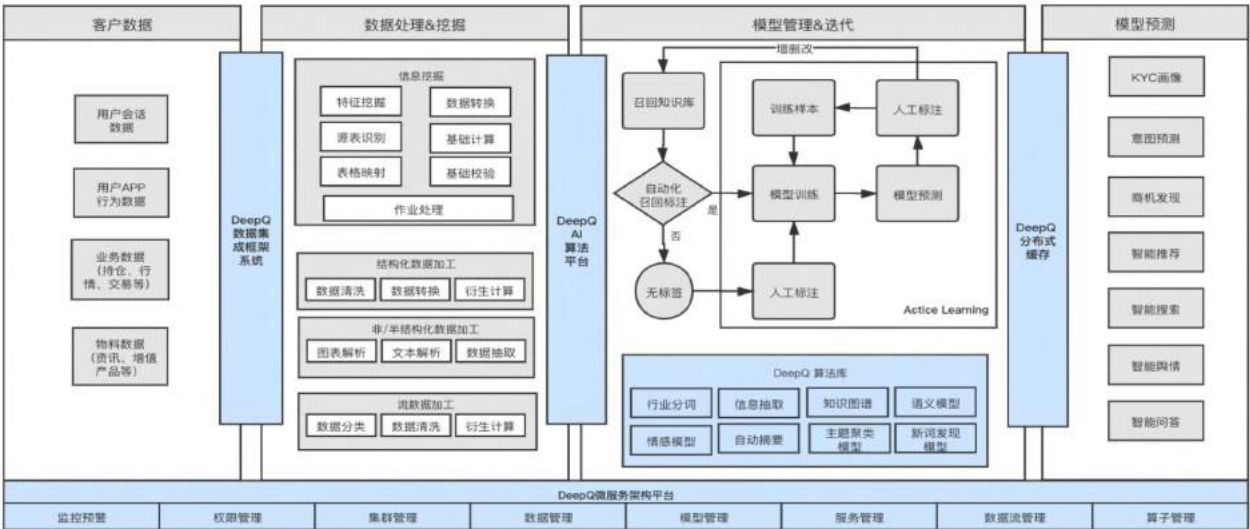 客户数据
数据处理&挖掘
模型管理&迭代
模型预测
用户会话
数据
用户APP
行为数据
业务数据
（持仓、行
情、交易等）
物料数据
（资讯、增值
产品等）
DeepQ
数据集
成框架
系统
信息挖掘
特征挖掘
数据转换
源表识别
基础计算
表格映射
基础校验
作业处理
结构化数据加工
数据清洗
数据转换
衍生计算
非/半结构化数据加工
图表解析
文本解析
数据抽取
流数据加工
数据分类
数据清洗
衍生计算
DeepQ
AI
算法
平台
增删改
召回知识库
训练样本
人工标注
自动化
召回标注
是
模型训练
模型预测
否
无标签
人工标注
Actice Learning
DeepQ 算法库
行业分词
信息抽取
知识图谱
语义模型
情感模型
自动摘要
主题聚类
模型
新词发现
模型
DeepQ
分布式
缓存
KYC画像
意图预测
商机发现
智能推荐
智能搜索
智能舆情
智能问答
DeepQ微服务架构平台
监控预警
权限管理
集群管理
数据管理
模型管理
服务管理
数据流管理
算子管理